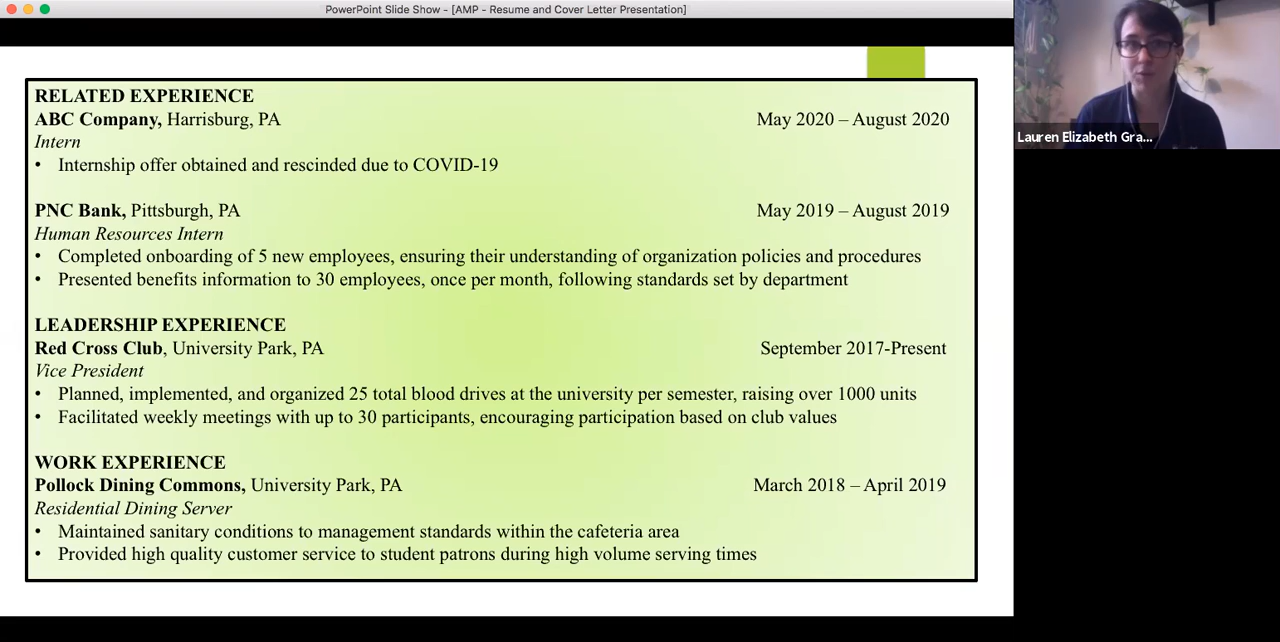 PowerPoint Slide Show - [AMP - Resume and Cover Letter Presentation]
RELATED EXPERIENCE
ABC Company, Harrisburg, PA May 2020 – August 2020
Intern
• Internship offer obtained and rescinded due to COVID-19
PNC Bank, Pittsburgh, PA May 2019 – August 2019
Human Resources Intern
• Completed onboarding of 5 new employees, ensuring their understanding of organization policies and procedures
• Presented benefits information to 30 employees, once per month, following standards set by department
LEADERSHIP EXPERIENCE
Red Cross Club, University Park, PA September 2017-Present
Vice President
• Planned, implemented, and organized 25 total blood drives at the university per semester, raising over 1000 units
• Facilitated weekly meetings with up to 30 participants, encouraging participation based on club values
WORK EXPERIENCE
Pollock Dining Commons, University Park, PA March 2018 – April 2019
Residential Dining Server
• Maintained sanitary conditions to management standards within the cafeteria area
• Provided high quality customer service to student patrons during high volume serving times
Lauren Elizabeth Gra...